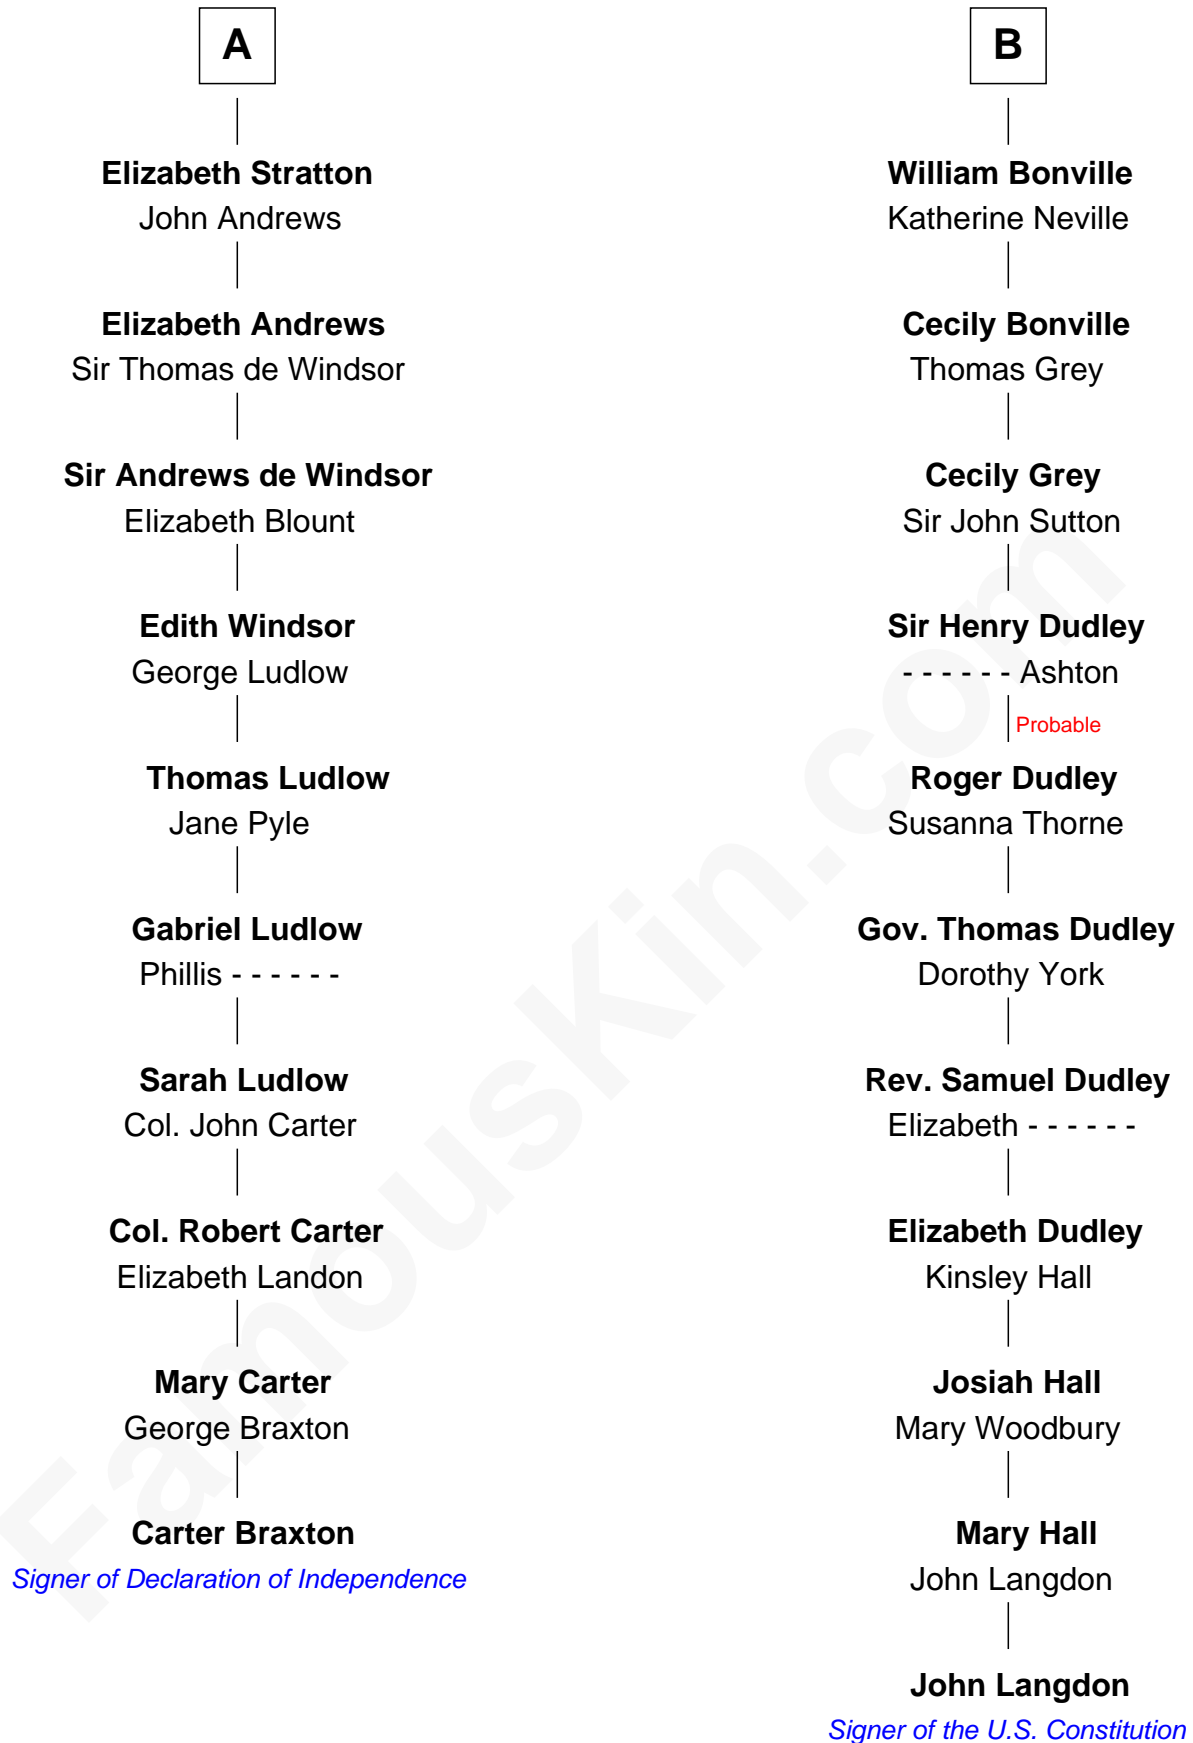 A
Elizabeth Stratton
John Andrews
Elizabeth Andrews
Sir Thomas de Windsor
Sir Andrews de Windsor
Elizabeth Blount
Edith Windsor
George Ludlow
Thomas Ludlow
Jane Pyle
Gabriel Ludlow
Phillis - - - - - -
Sarah Ludlow
Col. John Carter
Col. Robert Carter
Elizabeth Landon
Mary Carter
George Braxton
Carter Braxton
Signer of Declaration of Independence
B
William Bonville
Katherine Neville
Cecily Bonville
Thomas Grey
Cecily Grey
Sir John Sutton
Sir Henry Dudley
- - - - - - Ashton
Probable
Roger Dudley
Susanna Thorne
Gov. Thomas Dudley
Dorothy York
Rev. Samuel Dudley
Elizabeth - - - - - -
Elizabeth Dudley
Kinsley Hall
Josiah Hall
Mary Woodbury
Mary Hall
John Langdon
John Langdon
Signer of the U.S. Constitution
FamousKin.com